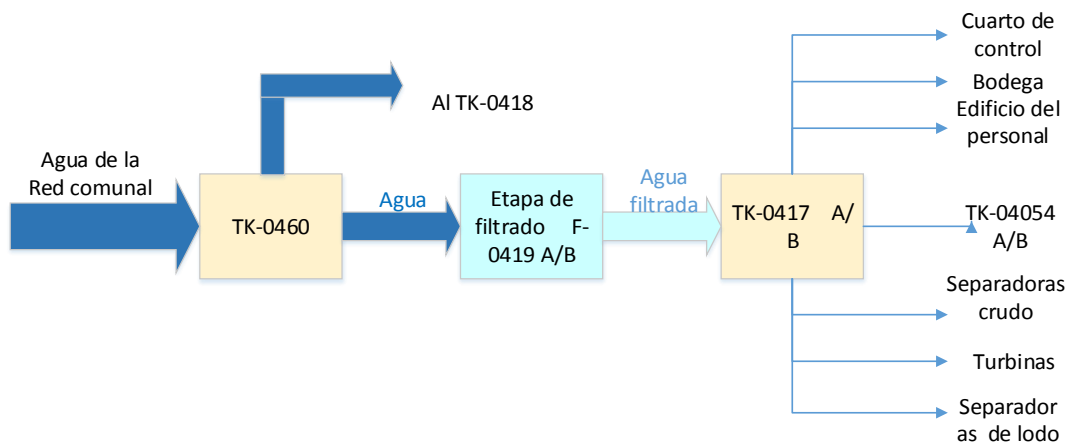 Agua de la
Red comunal
TK-0460
Al TK-0418
Agua
Etapa de
filtrado F-
0419 A/B
Agua
filtrada
TK-0417 A/
B
Cuarto de
control
Bodega
Edificio del
personal
TK-04054
A/B
Separadoras
crudo
Turbinas
Separador
as de lodo